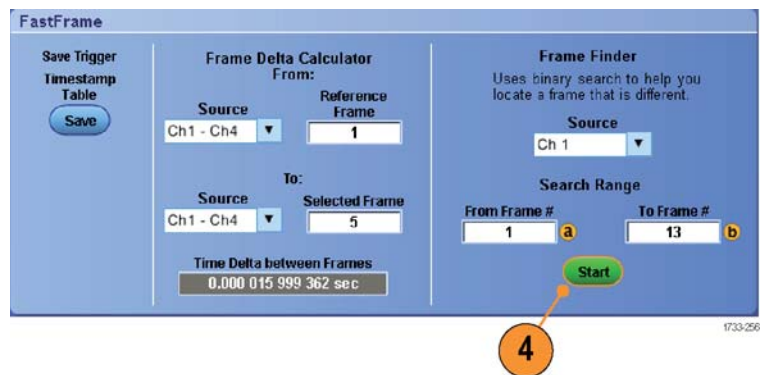 FastFrame
Save Trigger
Timestamp
Table
Save
Frame Delta Calculator
From:
Source
Reference
Frame
Ch1 - Ch4
1
To:
Source
Selected Frame
Ch1 - Ch4
5
Time Delta between Frames
0.000 015 999 362 sec
Frame Finder
Uses binary search to help you
locate a frame that is different.
Source
Ch 1
Search Range
From Frame #
To Frame #
1
a
13
b
Start
4
1733-256